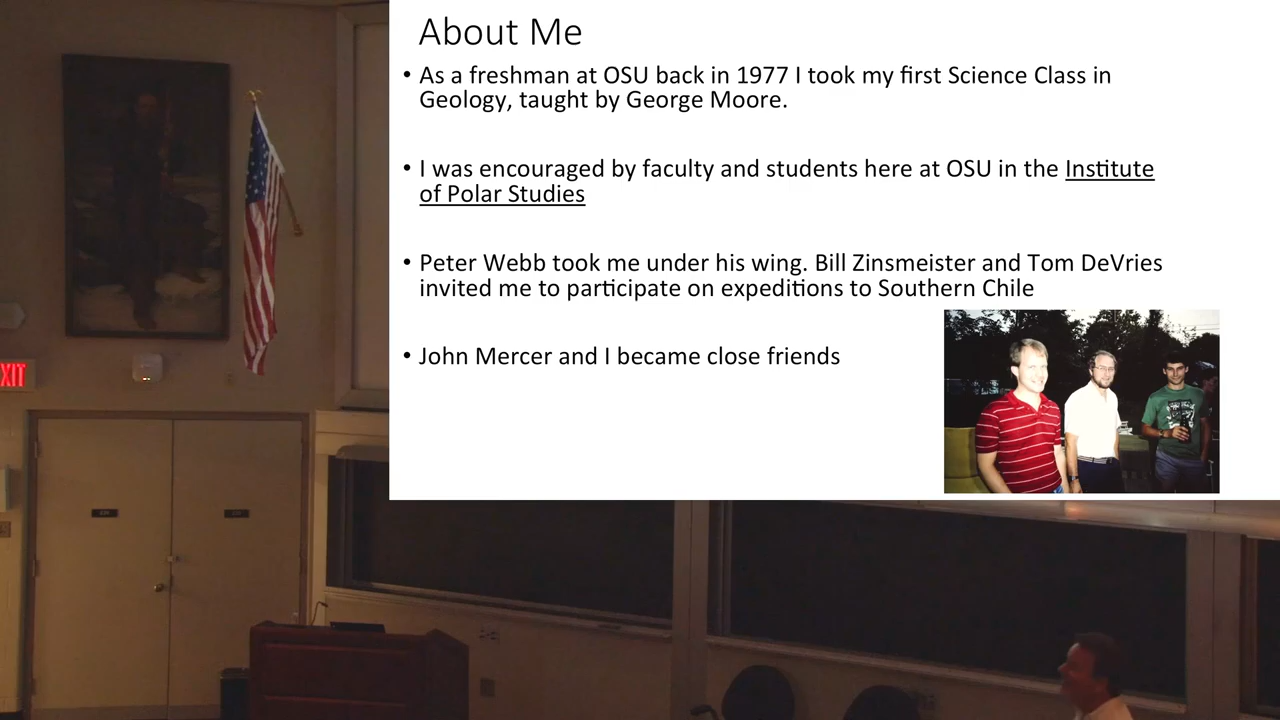 About Me
• As a freshman at OSU back in 1977 I took my first Science Class in
Geology, taught by George Moore.
• I was encouraged by faculty and students here at OSU in the Institute
of Polar Studies
• Peter Webb took me under his wing. Bill Zinsmeister and Tom DeVries
invited me to participate on expeditions to Southern Chile
• John Mercer and I became close friends
XIT